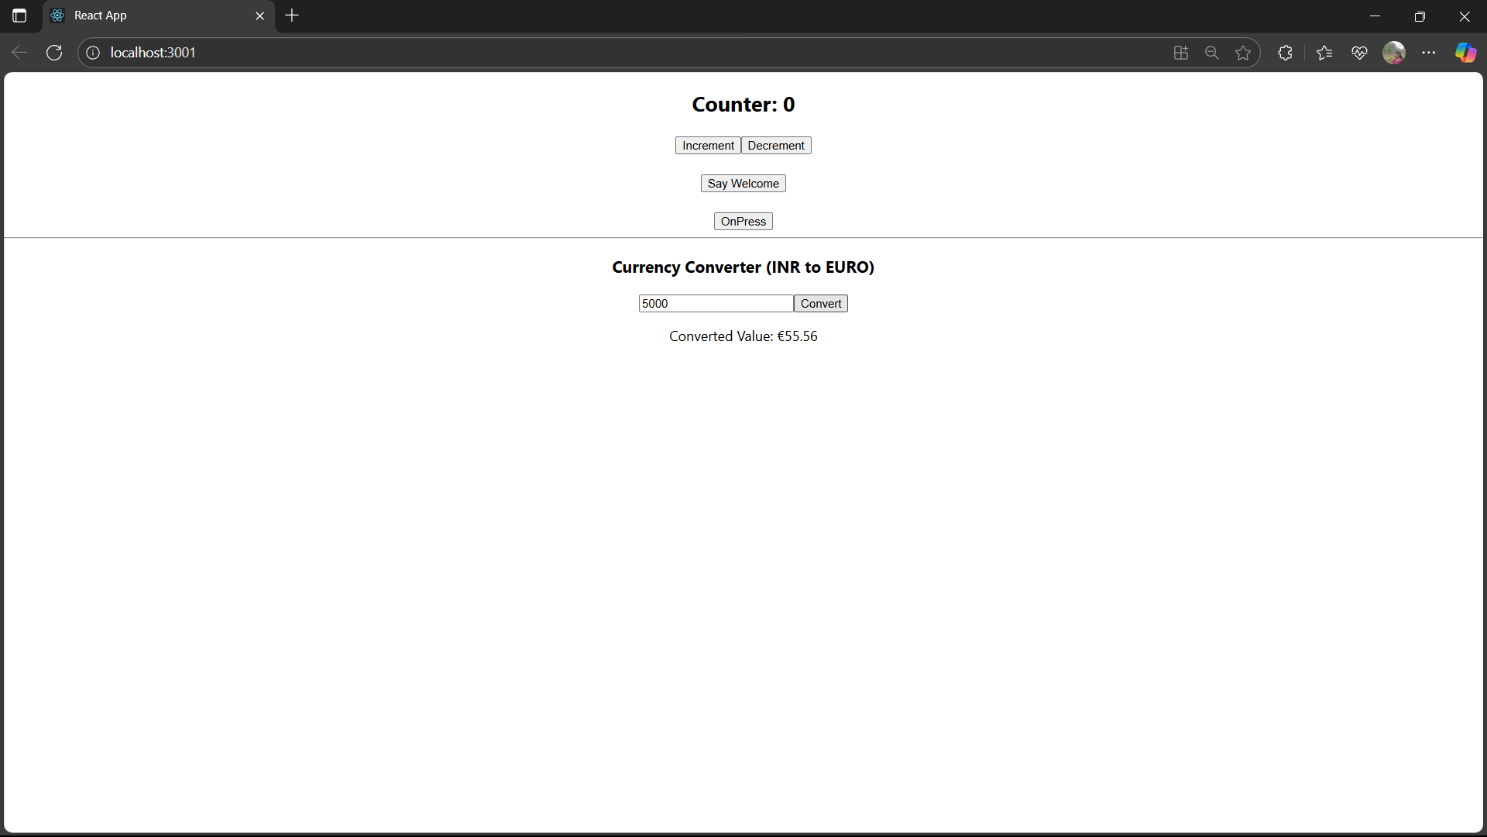 React App
localhost:3001
Counter: 0
Increment Decrement
Say Welcome
OnPress
Currency Converter (INR to EURO)
5000 Convert
Converted Value: €55.56